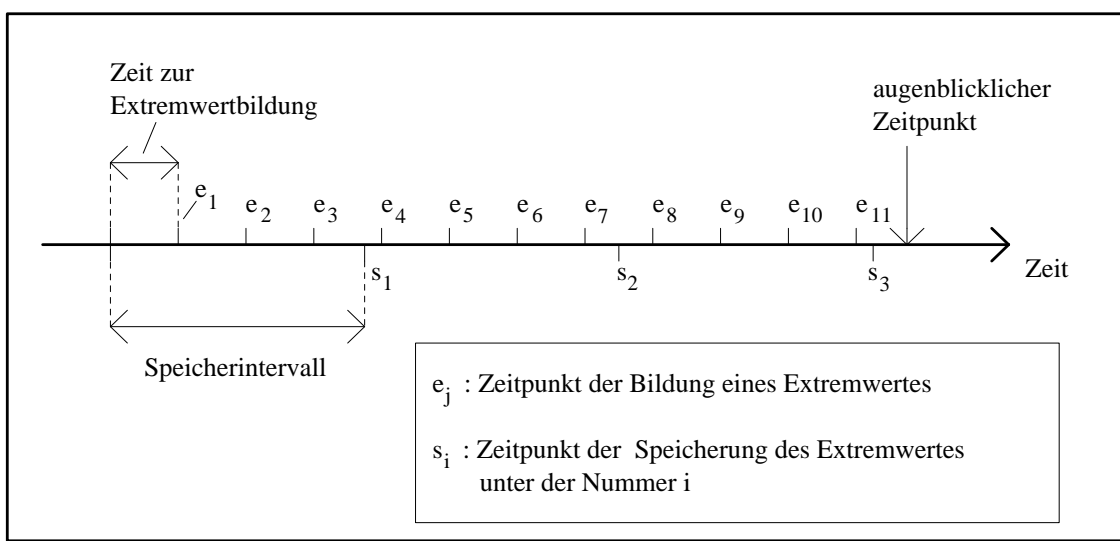 Zeit zur
Extremwertbildung
augenblicklicher
Zeitpunkt
e1
e2
e3
e4
e5
e6
e7
e8
e9
e10
e11
s1
s2
s3
Zeit
Speicherintervall
ej : Zeitpunkt der Bildung eines Extremwertes
si : Zeitpunkt der Speicherung des Extremwertes
unter der Nummer i